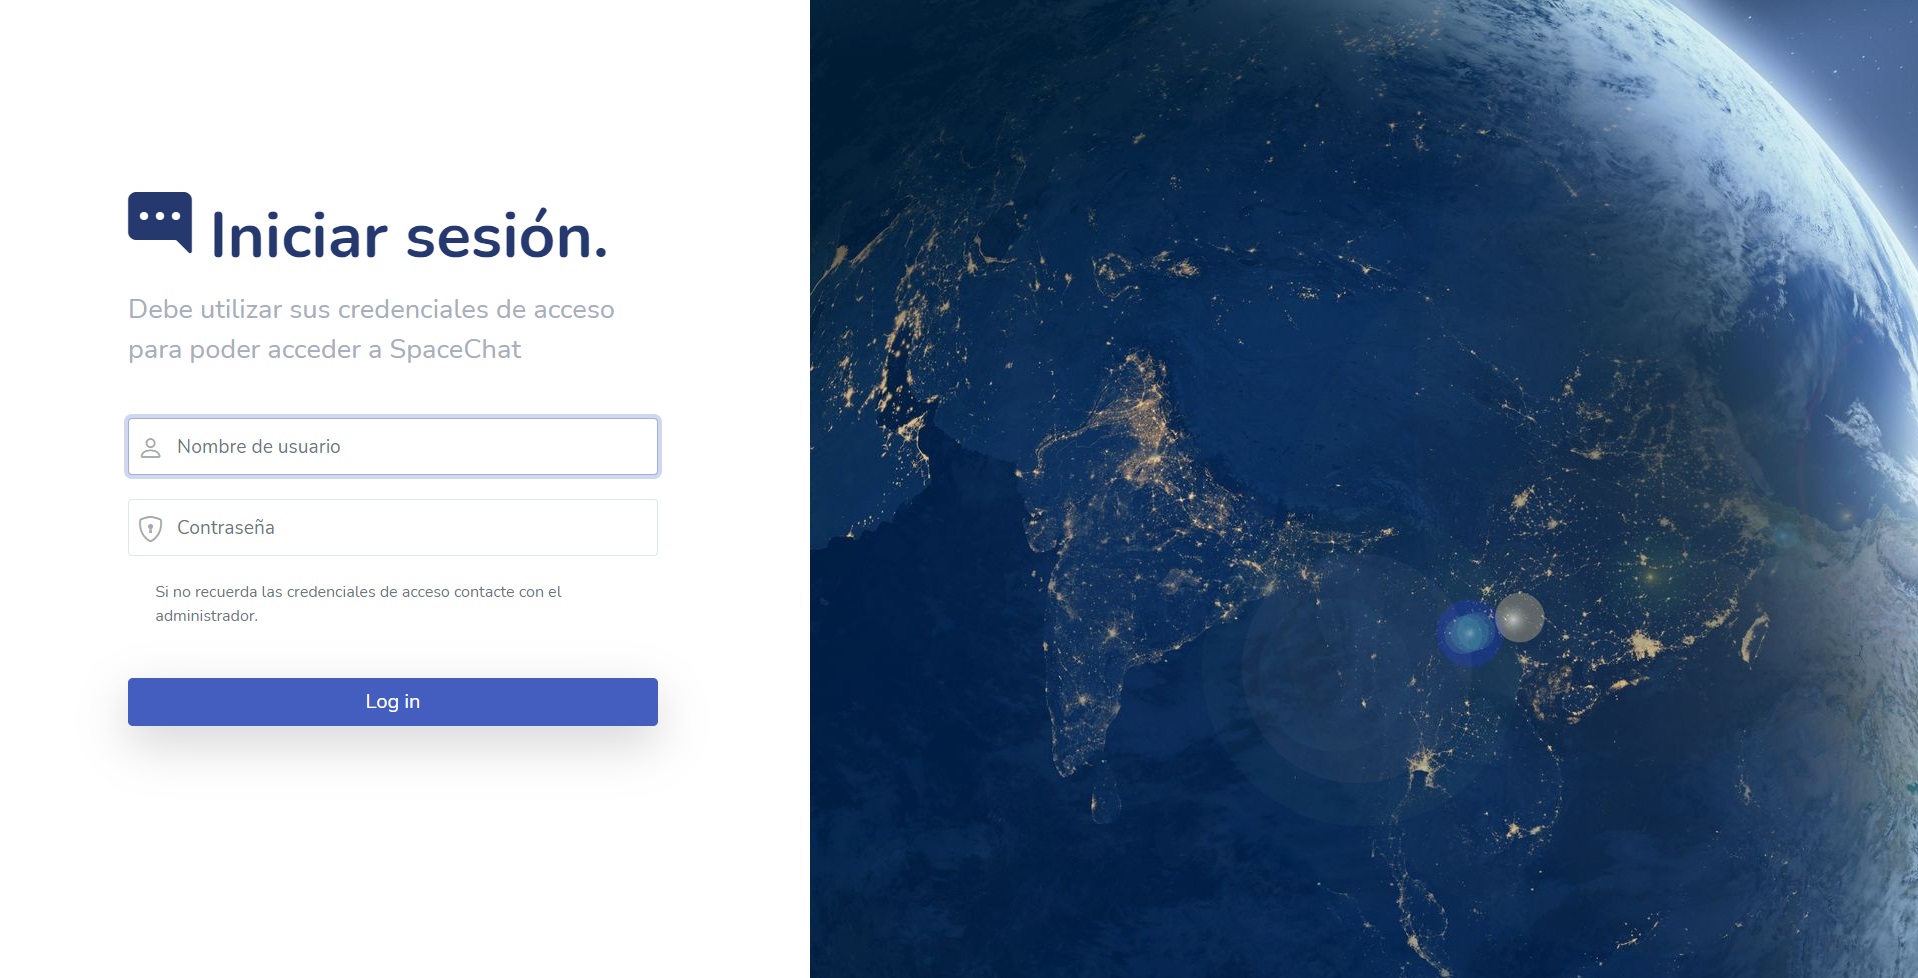 Iniciar sesión.
Debe utilizar sus credenciales de acceso
para poder acceder a SpaceChat
Nombre de usuario
Contraseña
Si no recuerda las credenciales de acceso contacte con el
administrador.
Log in